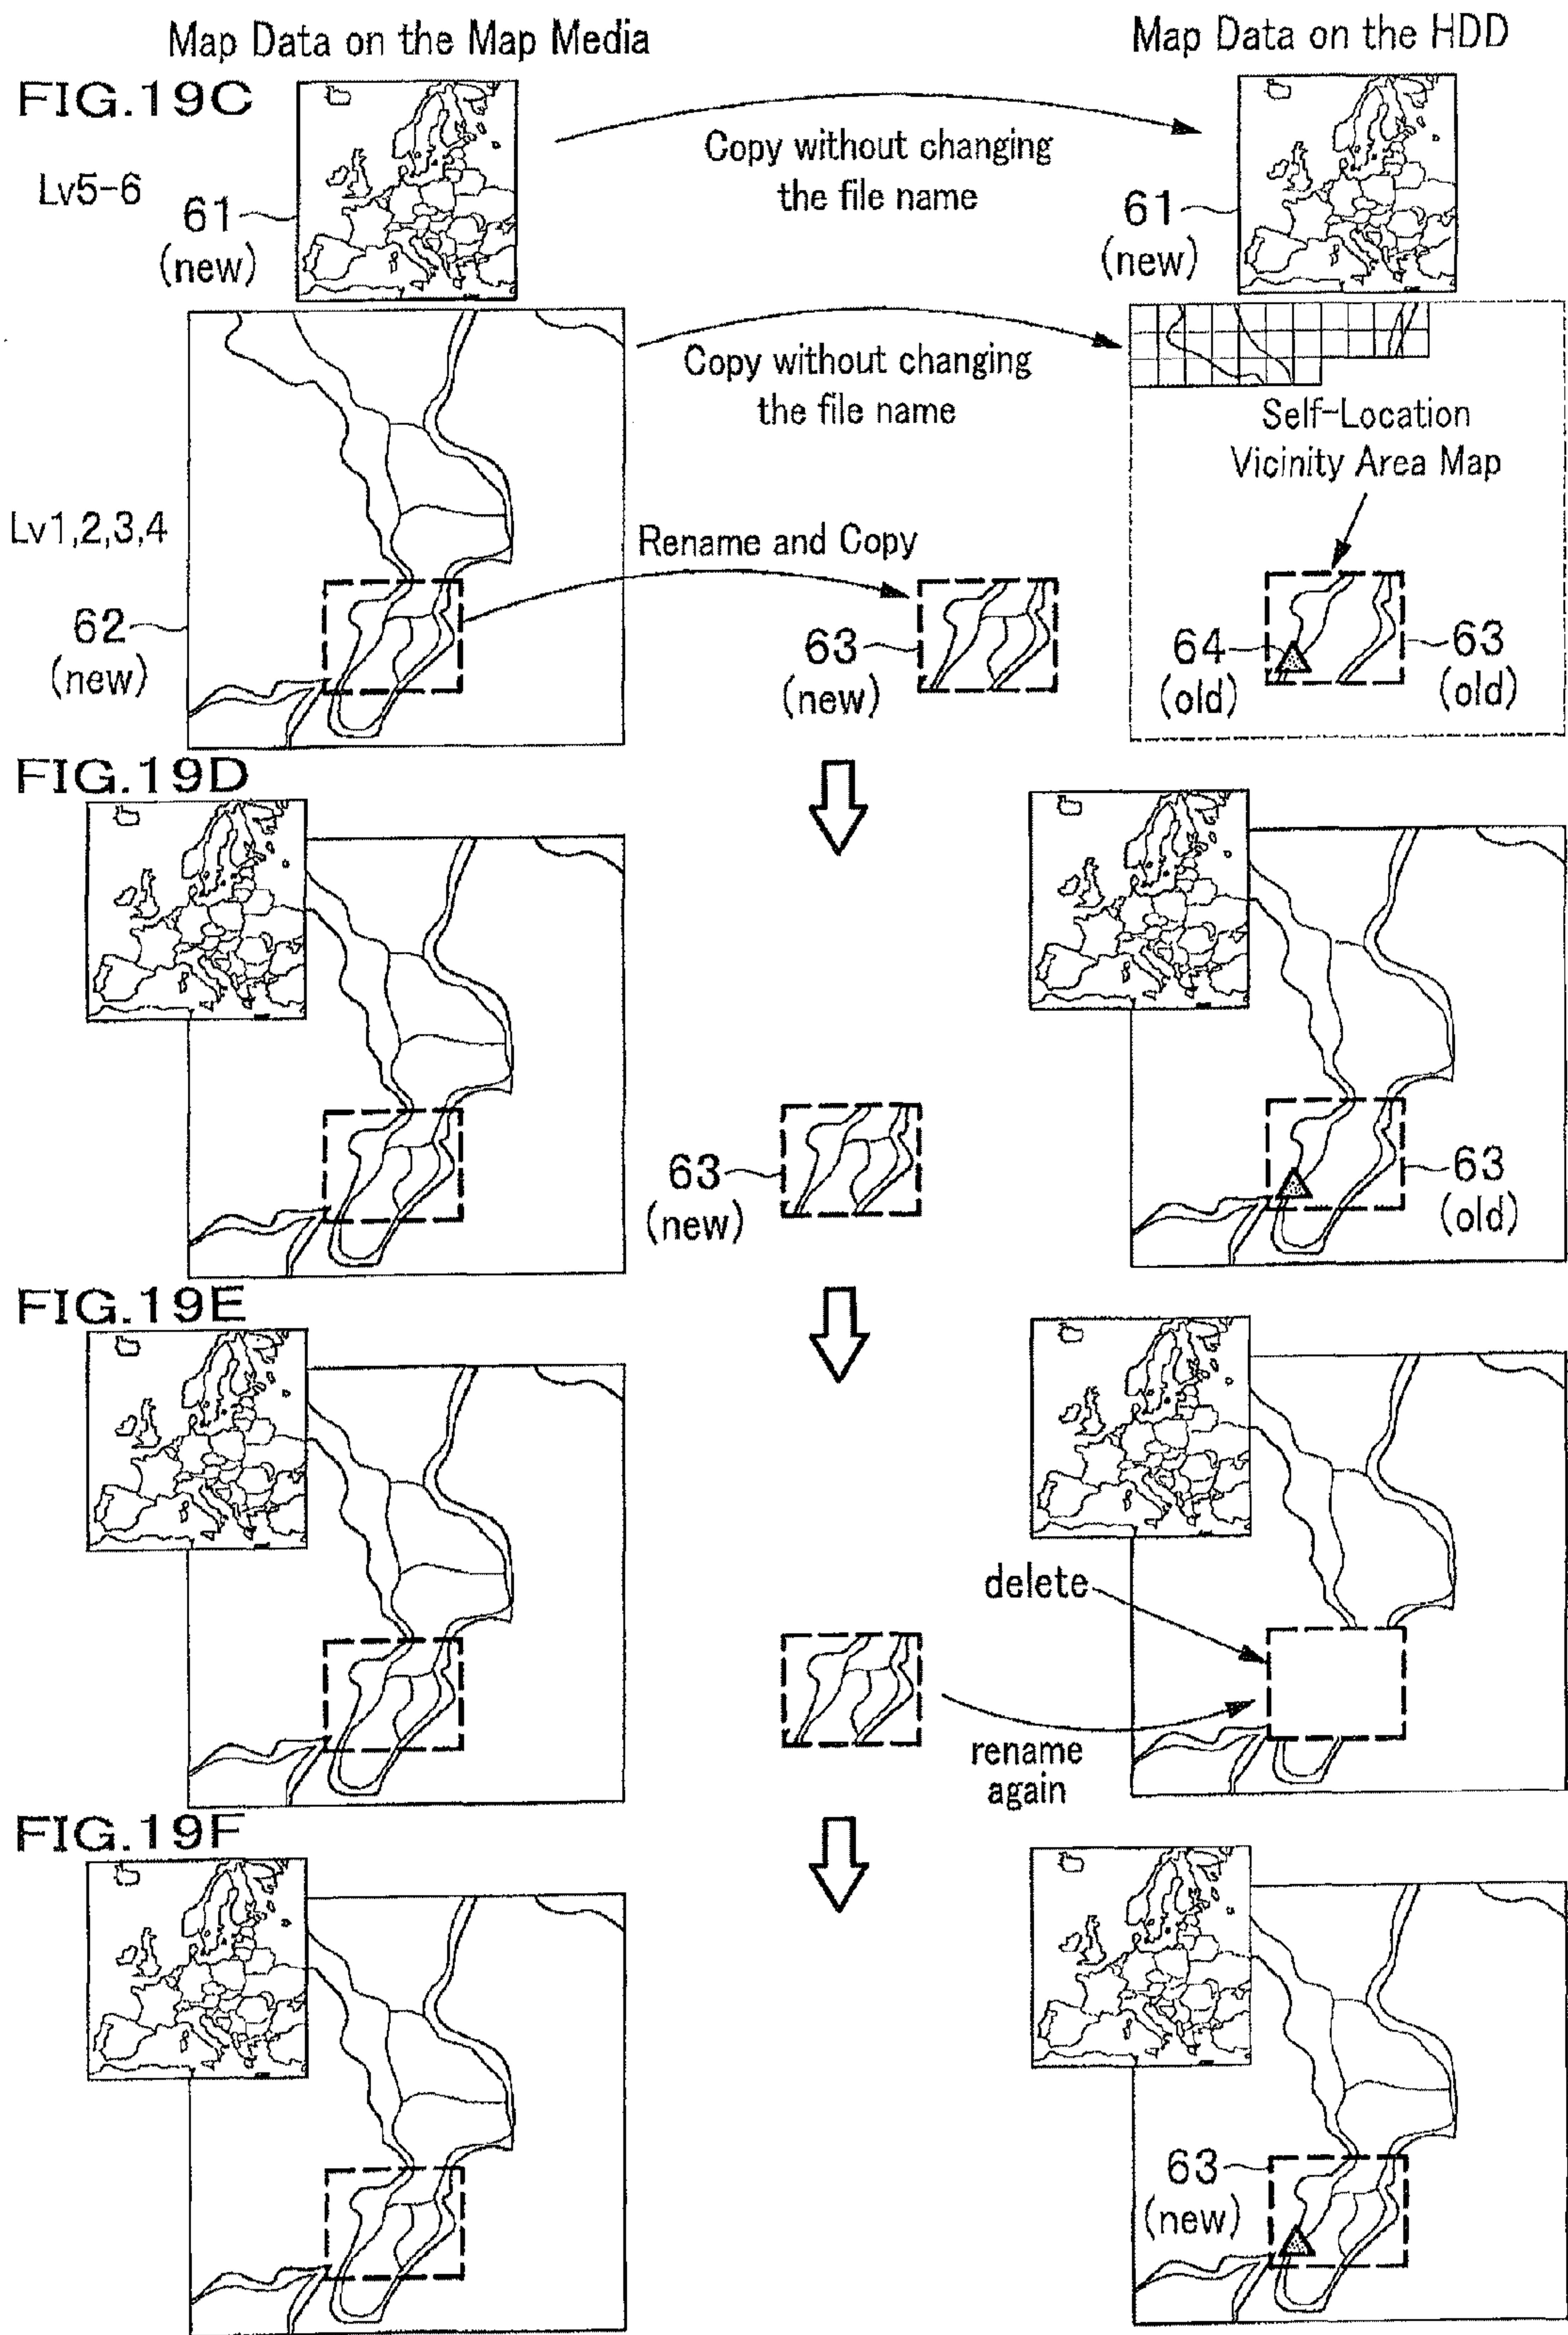 Map Data on the Map Media
Map Data on the HDD
FIG.19C
Lv5-6
61
(new)
Copy without changing
the file name
61
(new)
Copy without changing
the file name
Self-Location
Vicinity Area Map
Lv1,2,3,4
Rename and Copy
62
(new)
63
(new)
64
(old)
63
(old)
FIG.19D
63
(new)
63
(old)
FIG.19E
delete
rename
again
FIG.19F
63
(new)